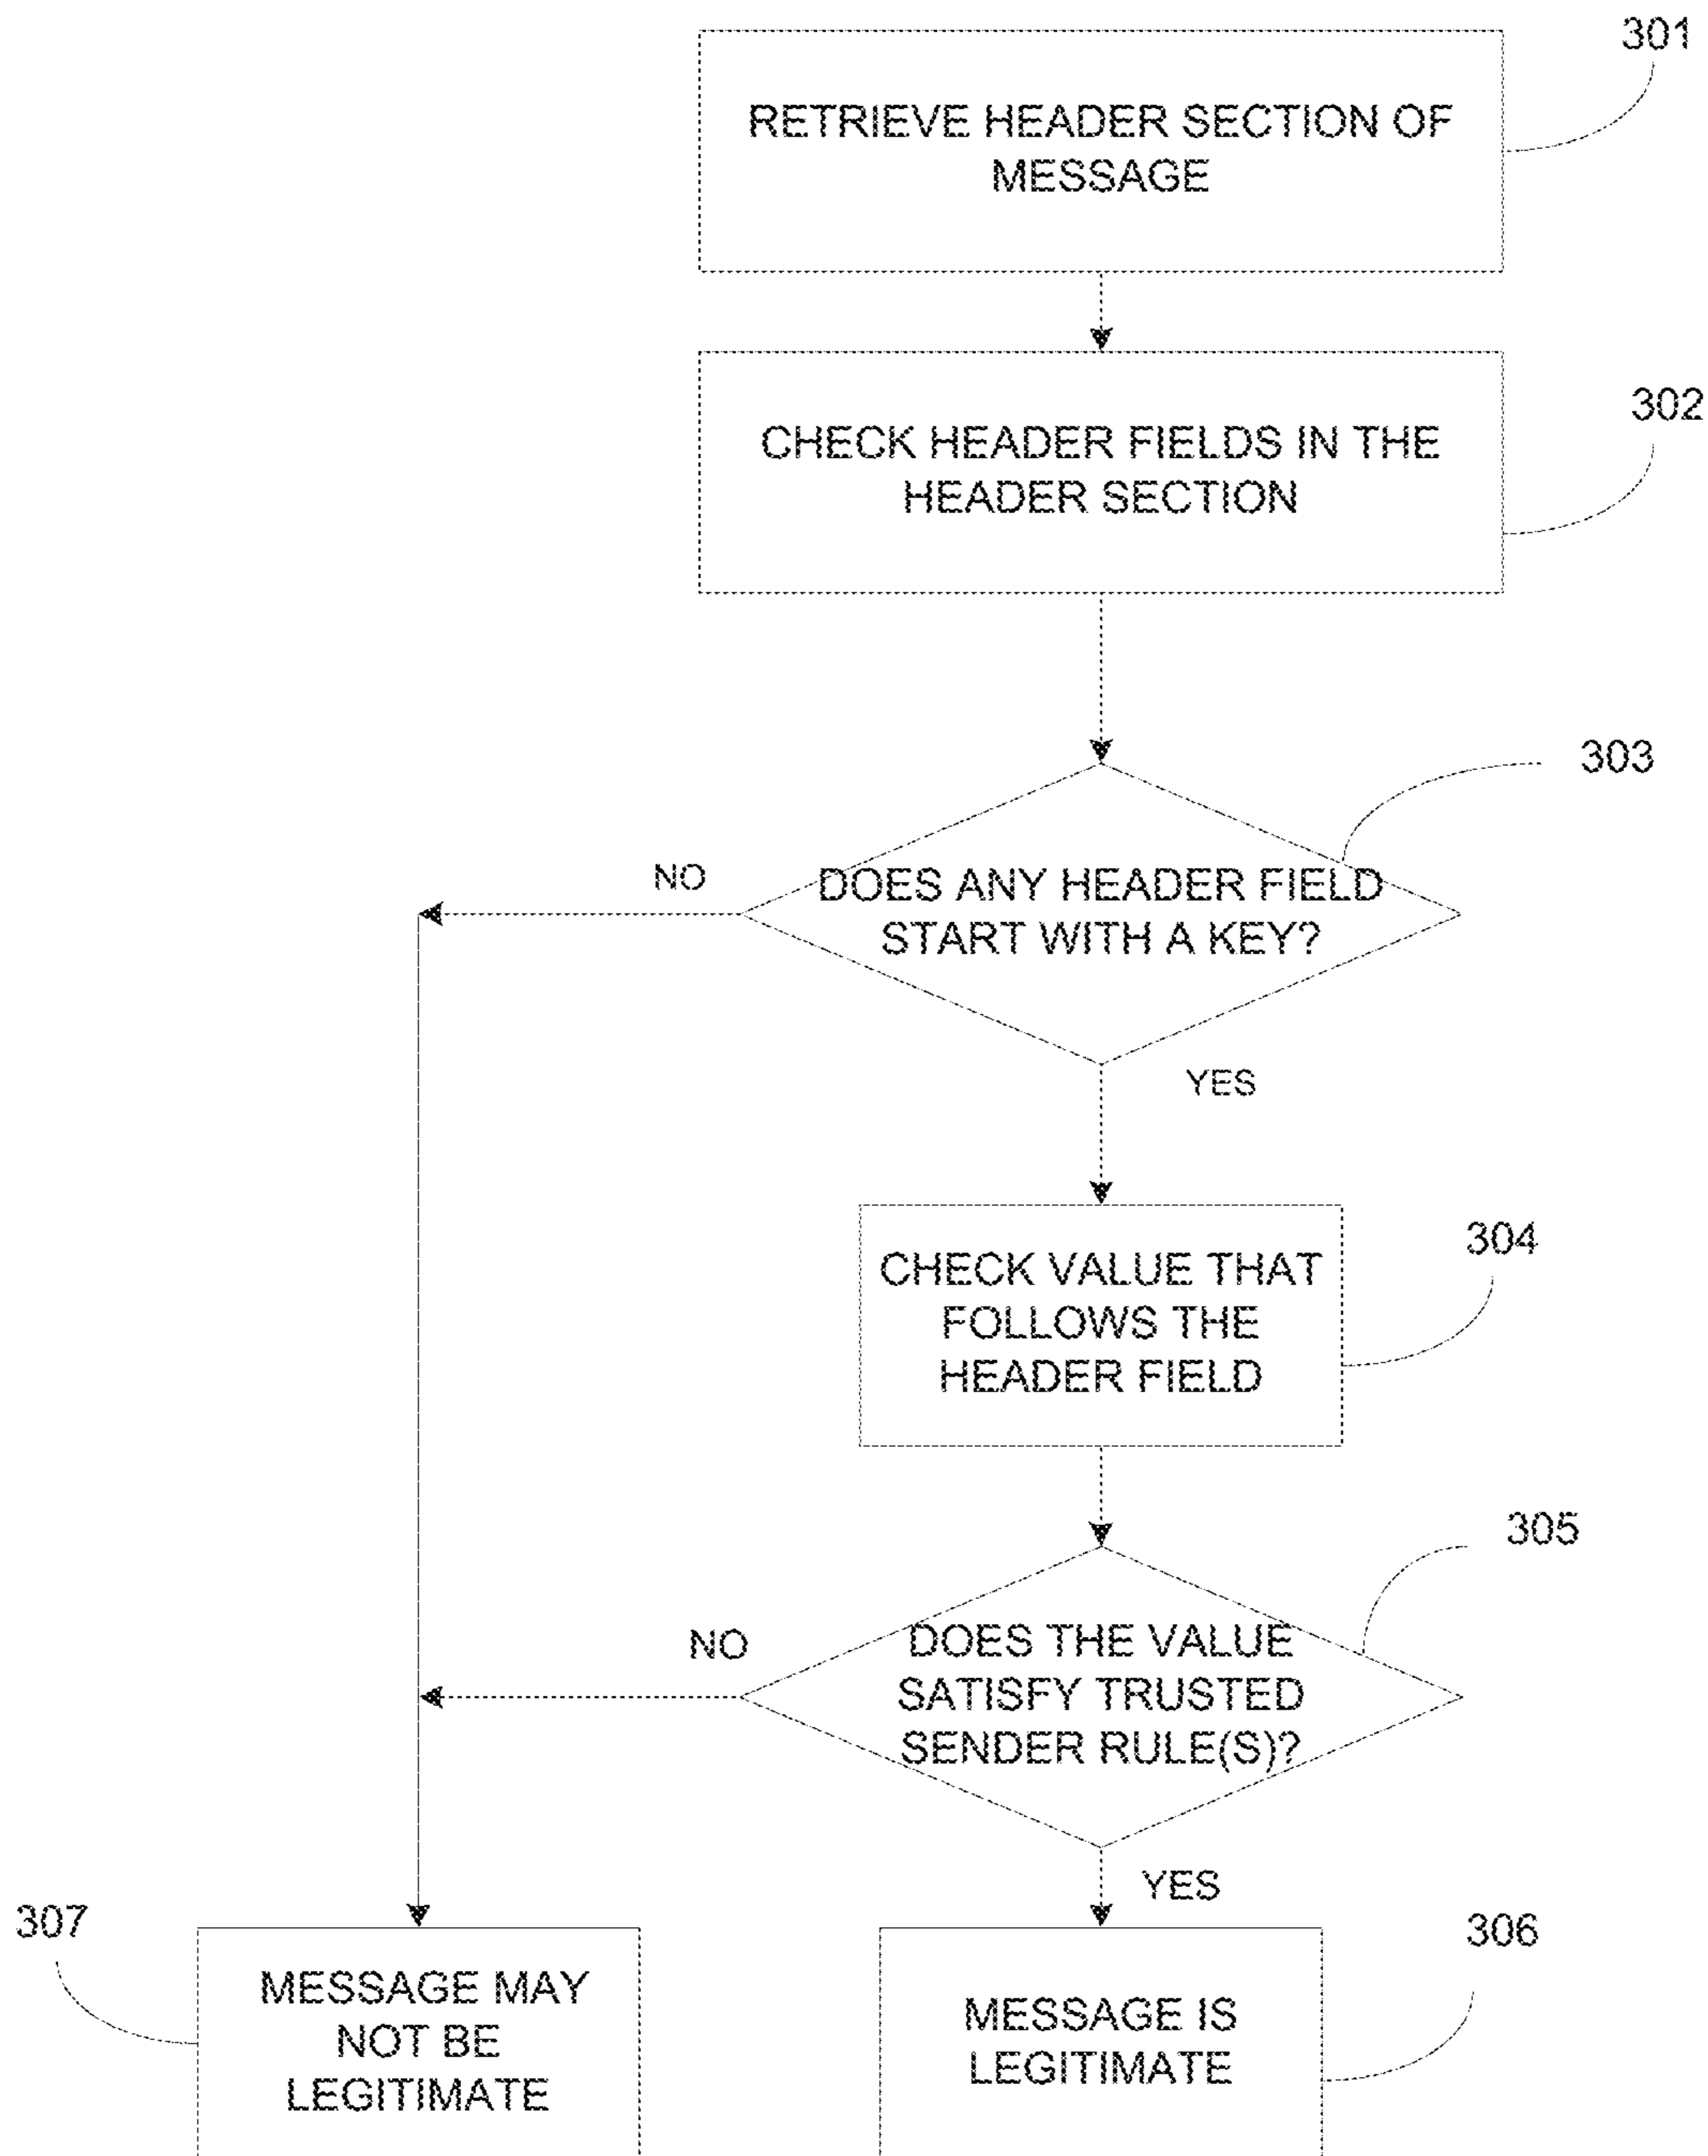 301
RETRIEVE HEADER SECTION OF
MESSAGE
302
CHECK HEADER FIELDS IN THE
HEADER SECTION
303
NO
DOES ANY HEADER FIELD
START WITH A KEY?
YES
304
CHECK VALUE THAT
FOLLOWS THE
HEADER FIELD
305
NO
DOES THE VALUE
SATISFY TRUSTED
SENDER RULE(S)?
YES
307
MESSAGE MAY
NOT BE
LEGITIMATE
306
MESSAGE IS
LEGITIMATE